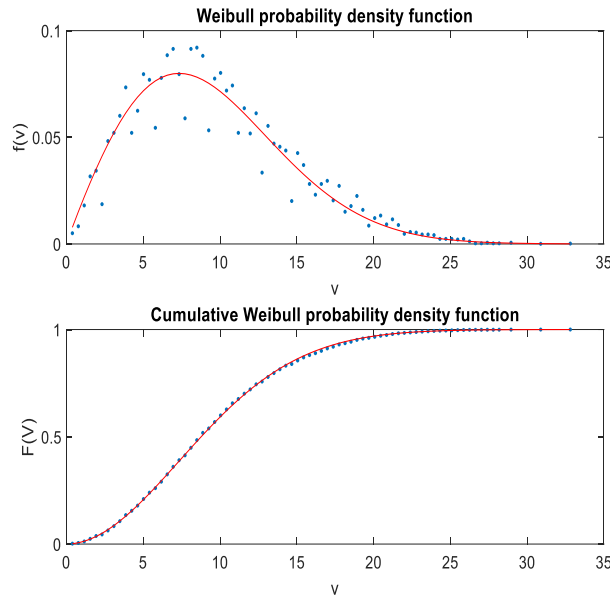 Weibull probability density function
0.1
0.05
0
f(v)
0 5 10 15 20 25 30 35
v
Cumulative Weibull probability density function
1
0.5
0
F(V)
0 5 10 15 20 25 30 35
v